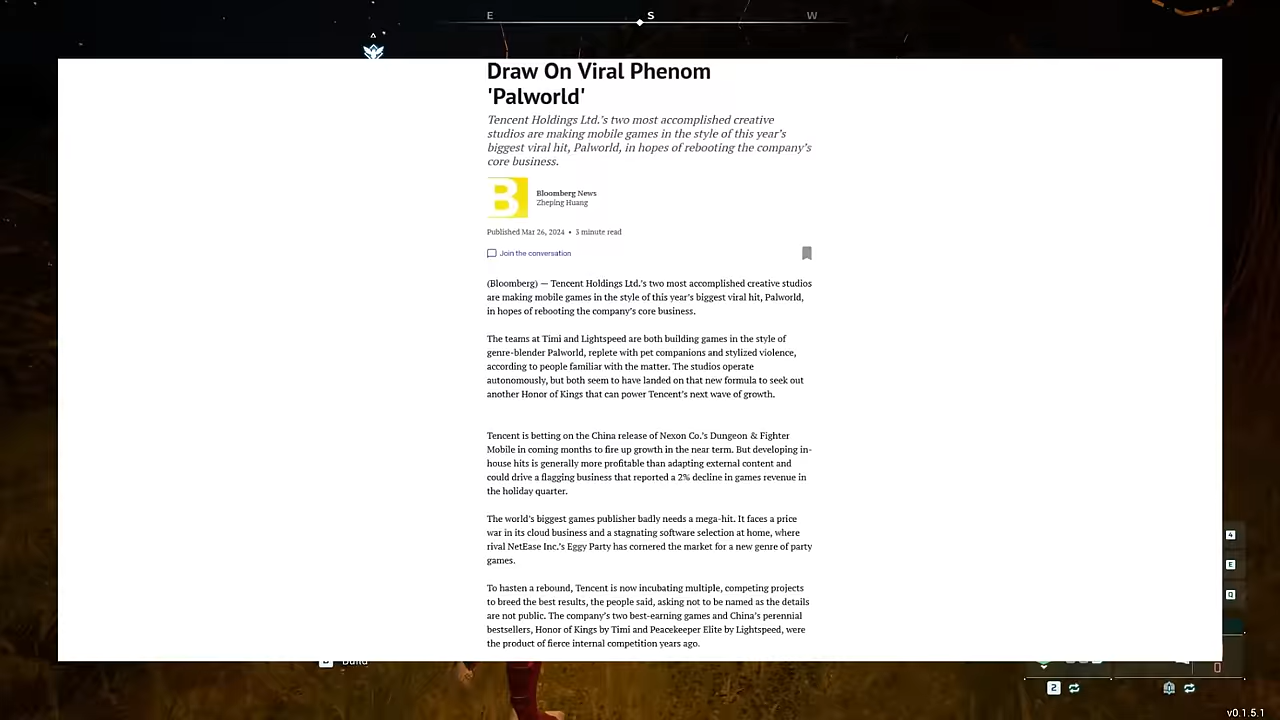 E S W
Draw On Viral Phenom
'Palworld'
Tencent Holdings Ltd.’s two most accomplished creative
studios are making mobile games in the style of this year’s
biggest viral hit, Palworld, in hopes of rebooting the company’s
core business.
B
Bloomberg News
Zheping Huang
Published Mar 26, 2024 • 3 minute read
Join the conversation
(Bloomberg) — Tencent Holdings Ltd.’s two most accomplished creative studios
are making mobile games in the style of this year’s biggest viral hit, Palworld,
in hopes of rebooting the company’s core business.
The teams at Timi and Lightspeed are both building games in the style of
genre-blender Palworld, replete with pet companions and stylized violence,
according to people familiar with the matter. The studios operate
autonomously, but both seem to have landed on that new formula to seek out
another Honor of Kings that can power Tencent’s next wave of growth.
Tencent is betting on the China release of Nexon Co.’s Dungeon & Fighter
Mobile in coming months to fire up growth in the near term. But developing in-
house hits is generally more profitable than adapting external content and
could drive a flagging business that reported a 2% decline in games revenue in
the holiday quarter.
The world’s biggest games publisher badly needs a mega-hit. It faces a price
war in its cloud business and a stagnating software selection at home, where
rival NetEase Inc.’s Eggy Party has cornered the market for a new genre of party
games.
To hasten a rebound, Tencent is now incubating multiple, competing projects
to breed the best results, the people said, asking not to be named as the details
are not public. The company’s two best-earning games and China’s perennial
bestsellers, Honor of Kings by Timi and Peacekeeper Elite by Lightspeed, were
the product of fierce internal competition years ago.
4
E
Q
Build
2
v0.1.5.1